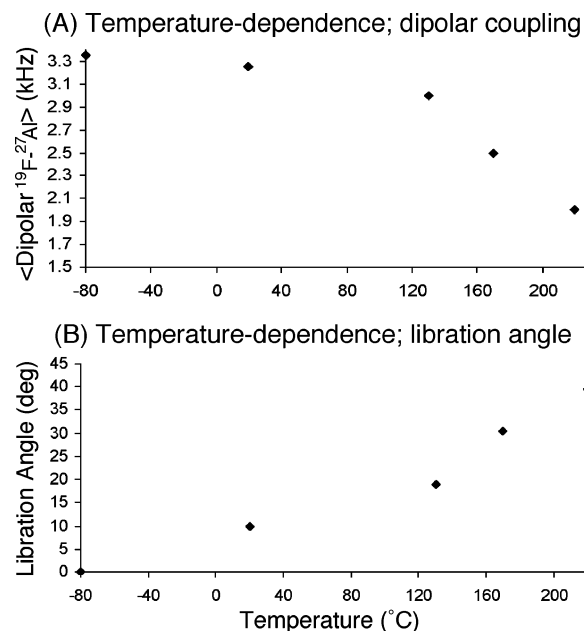 (A) Temperature-dependence; dipolar coupling
<Dipolar ¹⁹F-²⁷Al> (kHz)
3.3
3.1
2.9
2.7
2.5
2.3
2.1
1.9
1.7
1.5
-80 -40 0 40 80 120 160 200
(B) Temperature-dependence; libration angle
Libration Angle (deg)
45
40
35
30
25
20
15
10
5
0
-80 -40 0 40 80 120 160 200
Temperature (˚C)